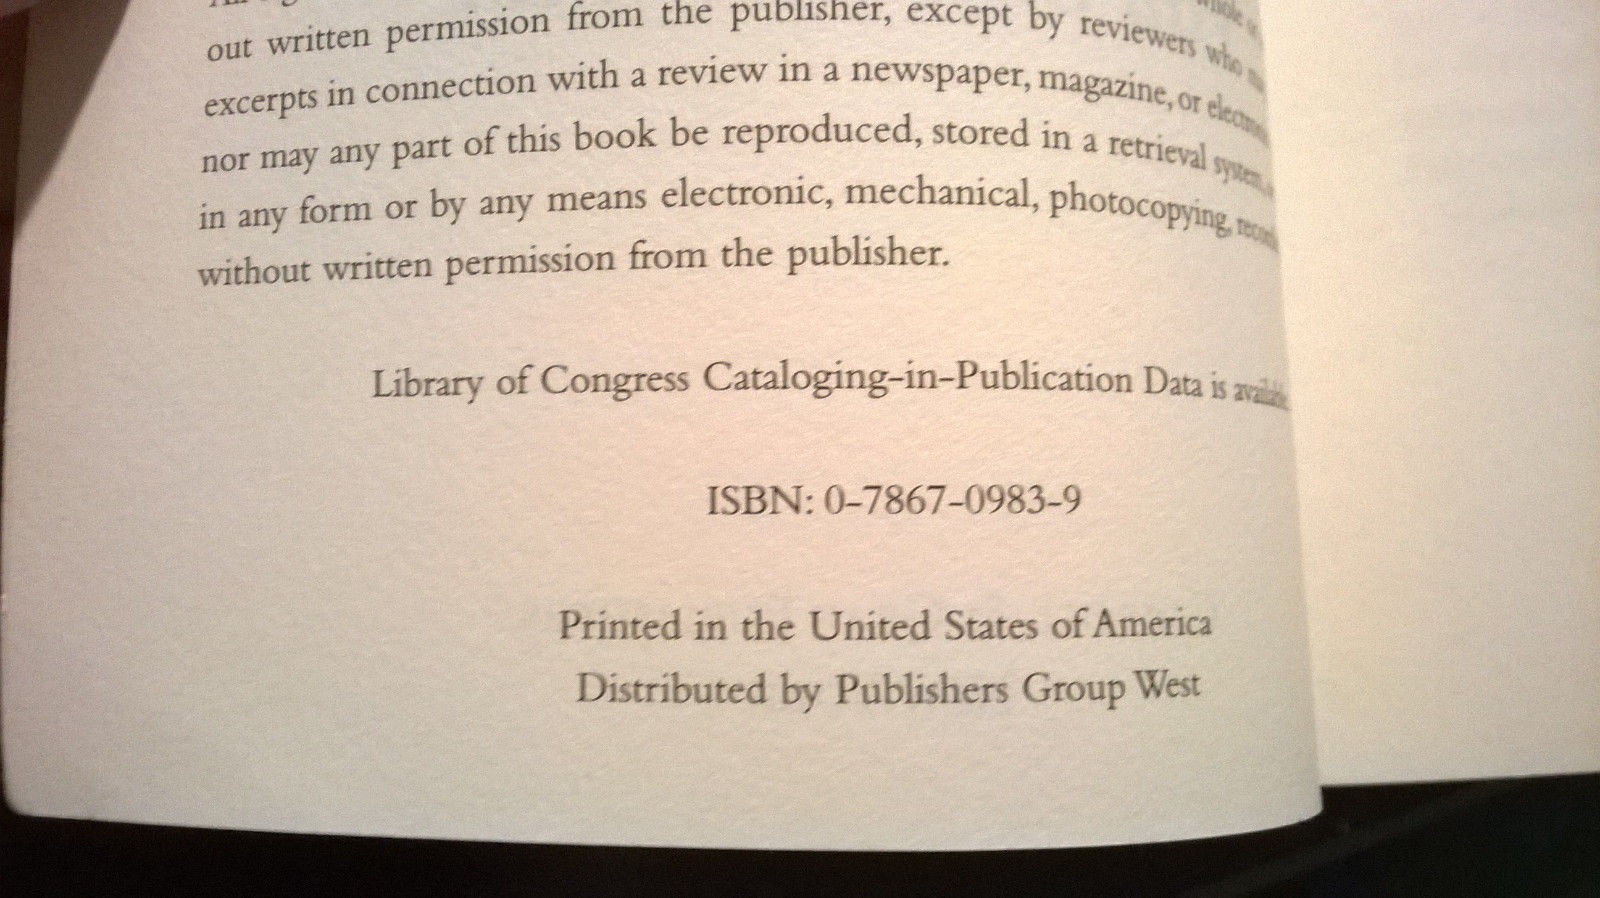 out written permission from the publisher, except by reviewers who
excerpts in connection with a review in a newspaper, magazine, or
nor may any part of this book be reproduced, stored in a retrieval system,
in any form or by any means electronic, mechanical, photocopying,
without written permission from the publisher.
Library of Congress Cataloging-in-Publication Data is available.
ISBN: 0-7867-0983-9
Printed in the United States of America
Distributed by Publishers Group West